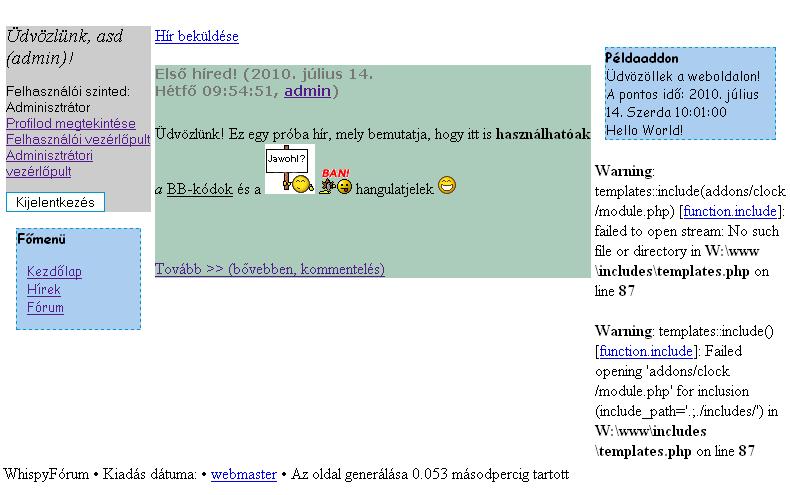 Üdvözlünk, asd
(admin)!
Felhasználói szinted:
Adminisztrátor
Profilod megtekintése
Felhasználói vezérlőpult
Adminisztrátori
vezérlőpult
Kijelentkezés
Főmenü
Kezdőlap
Hírek
Fórum
Hír beküldése
Első híred! (2010. július 14.
Hétfő 09:54:51, admin)
Üdvözlünk! Ez egy próba hír, mely bemutatja, hogy itt is használhatóak
Jawohl?
BAN!
a BB-kódok és a hangulatjelek
Tovább >> (bővebben, kommentelés)
Példaaddon
Üdvözöllek a weboldalon!
A pontos idő: 2010. július
14. Szerda 10:01:00
Hello World!
Warning:
templates::include(addons/clock
/module.php) [function.include]:
failed to open stream: No such
file or directory in W:\www
\includes\templates.php on
line 87
Warning: templates::include()
[function.include]: Failed
opening 'addons/clock
/module.php' for inclusion
(include_path='.;./includes/') in
W:\www\includes
\templates.php on line 87
WhispyFórum • Kiadás dátuma: • webmaster • Az oldal generálása 0.053 másodpercig tartott